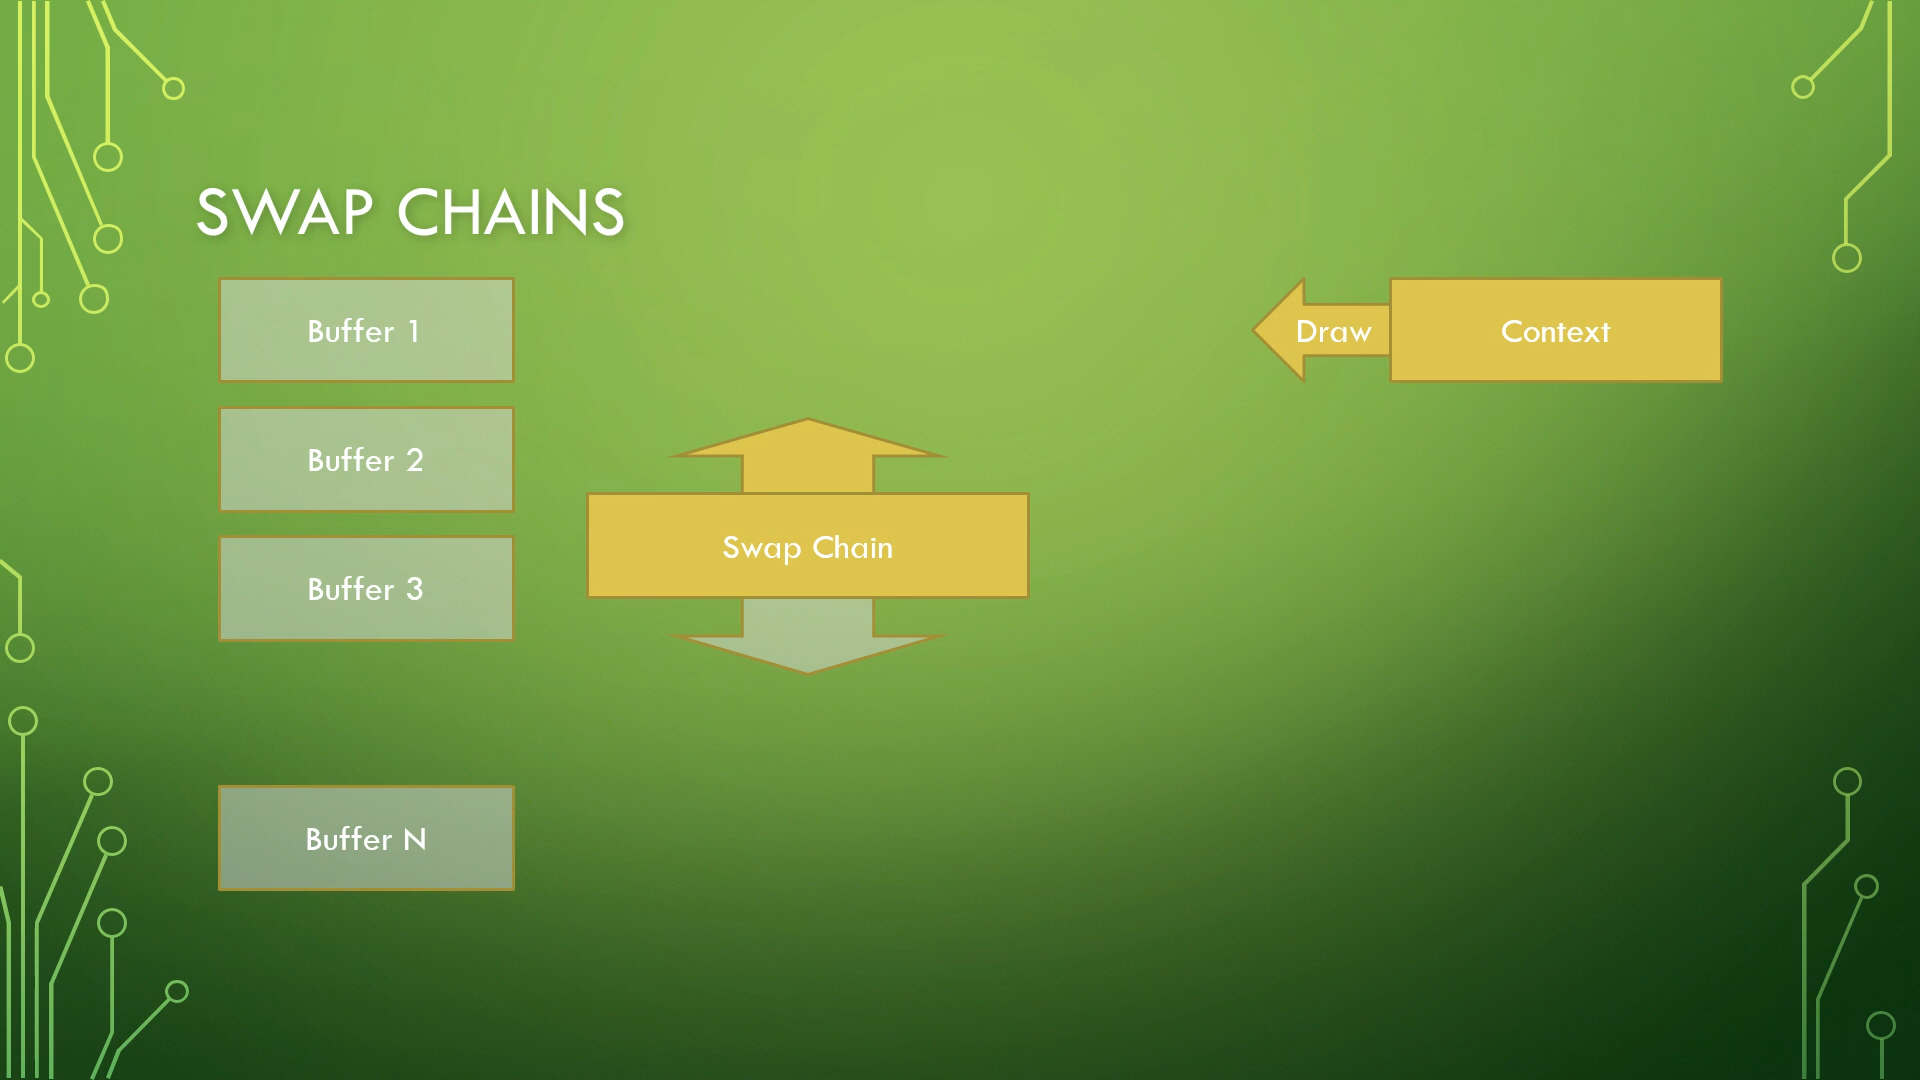 SWAP CHAINS
Buffer 1
Draw
Context
Buffer 2
Swap Chain
Buffer 3
Buffer N